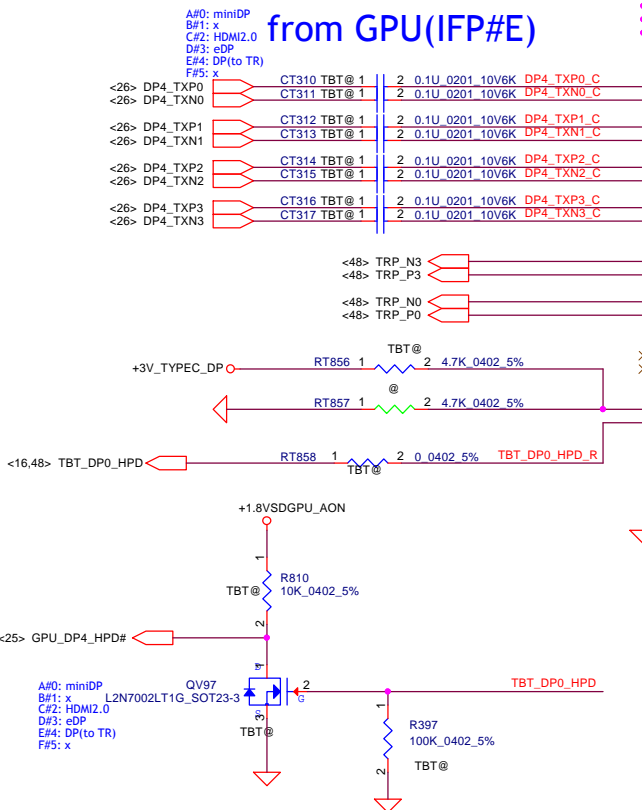 A#0: miniDP
B#1: x
C#2: HDMI2.0
D#3: eDP
E#4: DP(to TR)
F#5: x
from GPU(IFP#E)
<26> DP4_TXP0 CT310 TBT@ 1 2 0.1U_0201_10V6K DP4_TXP0_C
<26> DP4_TXN0 CT311 TBT@ 1 2 0.1U_0201_10V6K DP4_TXN0_C
<26> DP4_TXP1 CT312 TBT@ 1 2 0.1U_0201_10V6K DP4_TXP1_C
<26> DP4_TXN1 CT313 TBT@ 1 2 0.1U_0201_10V6K DP4_TXN1_C
<26> DP4_TXP2 CT314 TBT@ 1 2 0.1U_0201_10V6K DP4_TXP2_C
<26> DP4_TXN2 CT315 TBT@ 1 2 0.1U_0201_10V6K DP4_TXN2_C
<26> DP4_TXP3 CT316 TBT@ 1 2 0.1U_0201_10V6K DP4_TXP3_C
<26> DP4_TXN3 CT317 TBT@ 1 2 0.1U_0201_10V6K DP4_TXN3_C
<48> TRP_N3
<48> TRP_P3
<48> TRP_N0
<48> TRP_P0
TBT@
+3V_TYPEC_DP RT856 1 2 4.7K_0402_5%
@
RT857 1 2 4.7K_0402_5%
<16,48> TBT_DP0_HPD RT858 1 2 0_0402_5% TBT_DP0_HPD_R
TBT@
+1.8VSDGPU_AON
1
R810
TBT@ 10K_0402_5%
2
<25> GPU_DP4_HPD#
1
D
A#0: miniDP
B#1: x
C#2: HDMI2.0
D#3: eDP
E#4: DP(to TR)
F#5: x
QV97
L2N7002LT1G_SOT23-3
2
G
S
3
TBT@
TBT_DP0_HPD
1
R397
100K_0402_5%
TBT@
2